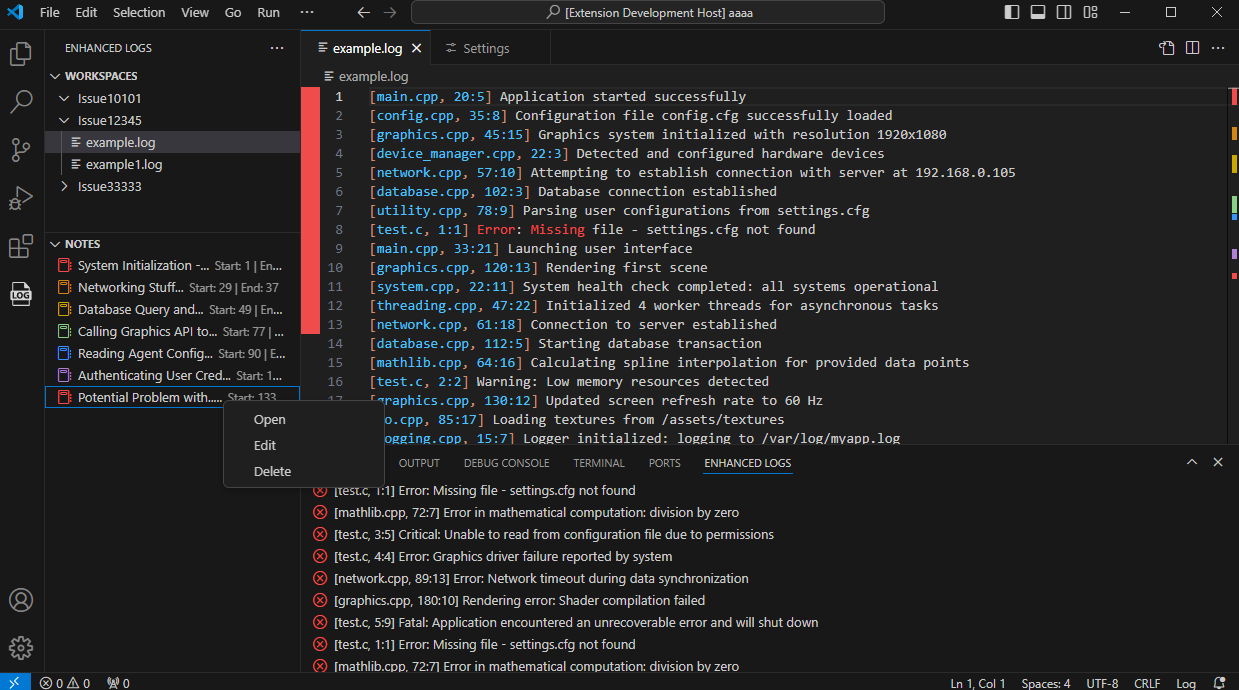 File Edit Selection View Go Run ··· [Extension Development Host] aaaa
ENHANCED LOGS ···
WORKSPACES
Issue10101
Issue12345
example.log
example1.log
Issue33333
NOTES
System Initialization -... Start: 1 | En...
Networking Stuff... Start: 29 | End: 37
Database Query and... Start: 49 | En...
Calling Graphics API to... Start: 77 | ...
Reading Agent Config... Start: 90 | E...
Authenticating User Cred... Start: 1...
Potential Problem with..... Start: 133
Open
Edit
Delete
LOG
example.log Settings
example.log
1 [main.cpp, 20:5] Application started successfully
2 [config.cpp, 35:8] Configuration file config.cfg successfully loaded
3 [graphics.cpp, 45:15] Graphics system initialized with resolution 1920x1080
4 [device_manager.cpp, 22:3] Detected and configured hardware devices
5 [network.cpp, 57:10] Attempting to establish connection with server at 192.168.0.105
6 [database.cpp, 102:3] Database connection established
7 [utility.cpp, 78:9] Parsing user configurations from settings.cfg
8 [test.c, 1:1] Error: Missing file - settings.cfg not found
9 [main.cpp, 33:21] Launching user interface
10 [graphics.cpp, 120:13] Rendering first scene
11 [system.cpp, 22:11] System health check completed: all systems operational
12 [threading.cpp, 47:22] Initialized 4 worker threads for asynchronous tasks
13 [network.cpp, 61:18] Connection to server established
14 [database.cpp, 112:5] Starting database transaction
15 [mathlib.cpp, 64:16] Calculating spline interpolation for provided data points
16 [test.c, 2:2] Warning: Low memory resources detected
17 [graphics.cpp, 130:12] Updated screen refresh rate to 60 Hz
o.cpp, 85:17] Loading textures from /assets/textures
ogging.cpp, 15:7] Logger initialized: logging to /var/log/myapp.log
OUTPUT DEBUG CONSOLE TERMINAL PORTS ENHANCED LOGS
[test.c, 1:1] Error: Missing file - settings.cfg not found
[mathlib.cpp, 72:7] Error in mathematical computation: division by zero
[test.c, 3:5] Critical: Unable to read from configuration file due to permissions
[test.c, 4:4] Error: Graphics driver failure reported by system
[network.cpp, 89:13] Error: Network timeout during data synchronization
[graphics.cpp, 180:10] Rendering error: Shader compilation failed
[test.c, 5:9] Fatal: Application encountered an unrecoverable error and will shut down
[test.c, 1:1] Error: Missing file - settings.cfg not found
[mathlib.cpp, 72:7] Error in mathematical computation: division by zero
0 0 0 Ln 1, Col 1 Spaces: 4 UTF-8 CRLF Log